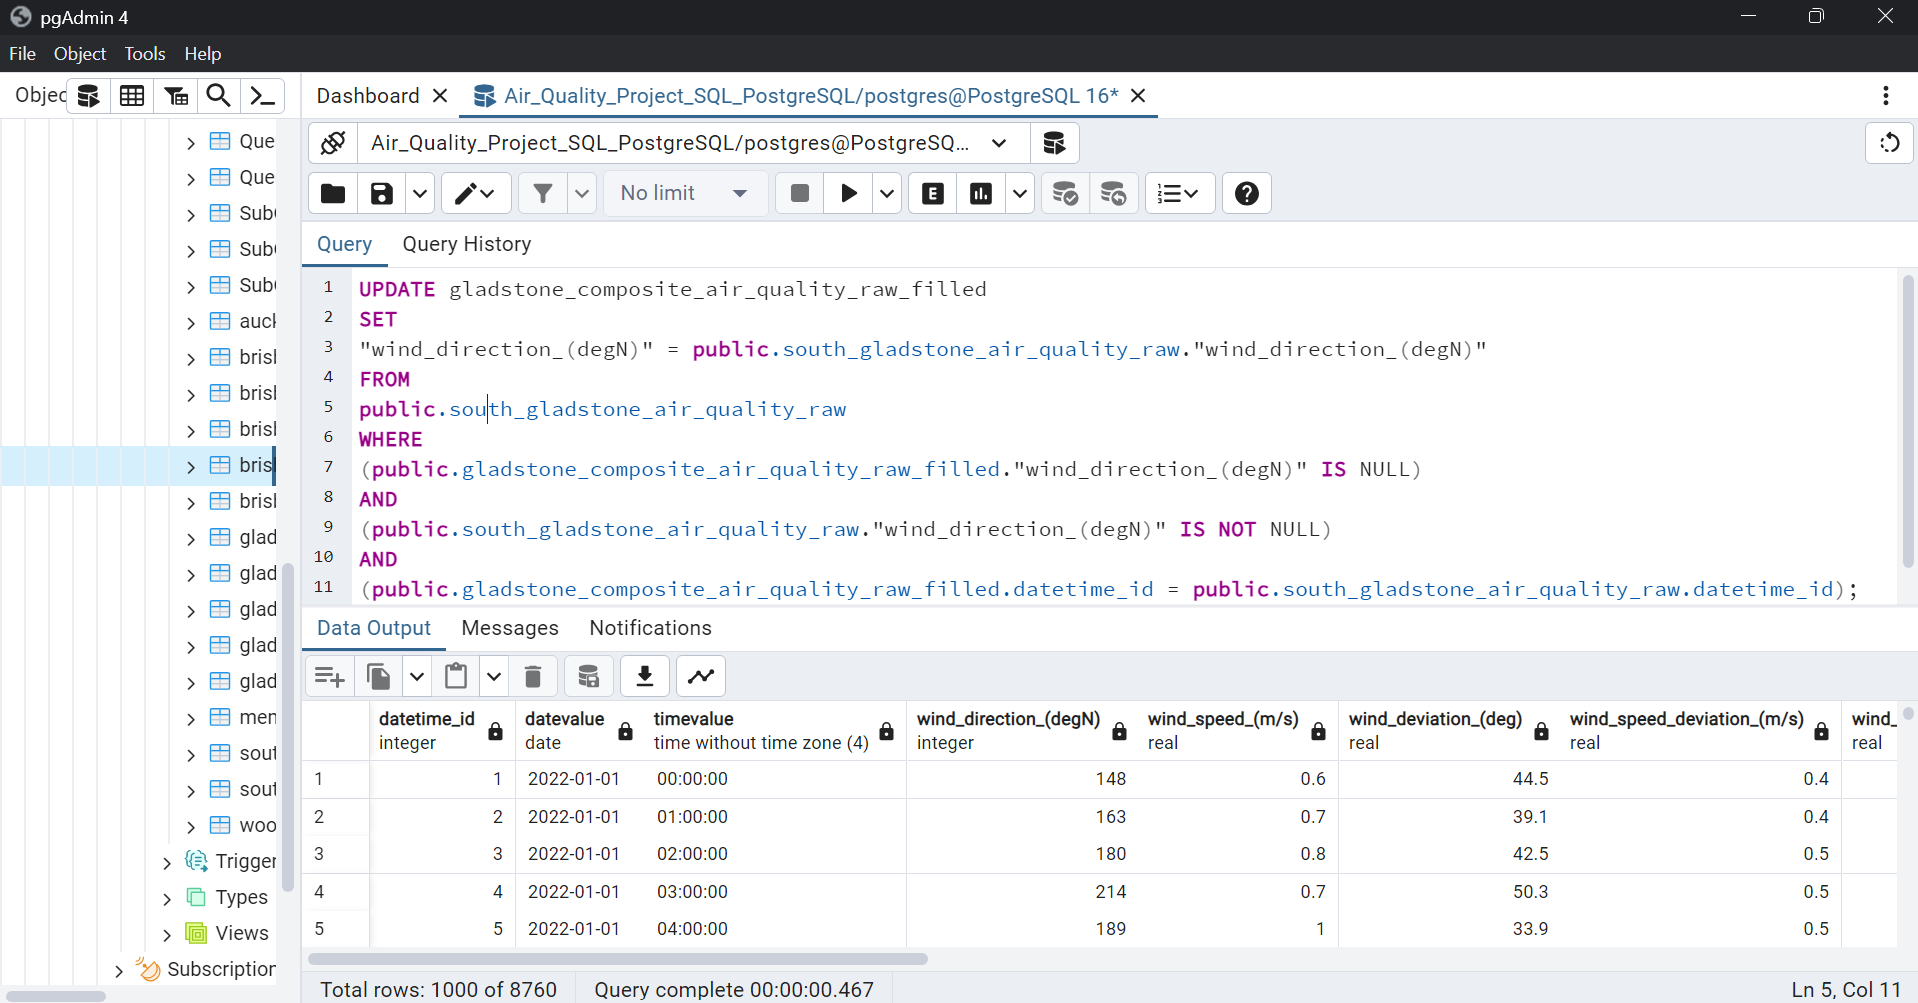 pgAdmin 4
File Object Tools Help
Objec
Dashboard
Air_Quality_Project_SQL_PostgreSQL/postgres@PostgreSQL 16*
Air_Quality_Project_SQL_PostgreSQL/postgres@PostgreSQ...
No limit
E
Query Query History
1 UPDATE gladstone_composite_air_quality_raw_filled
2 SET
3 "wind_direction_(degN)" = public.south_gladstone_air_quality_raw."wind_direction_(degN)"
4 FROM
5 public.south_gladstone_air_quality_raw
6 WHERE
7 (public.gladstone_composite_air_quality_raw_filled."wind_direction_(degN)" IS NULL)
8 AND
9 (public.south_gladstone_air_quality_raw."wind_direction_(degN)" IS NOT NULL)
10 AND
11 (public.gladstone_composite_air_quality_raw_filled.datetime_id = public.south_gladstone_air_quality_raw.datetime_id);
Que
Que
Sub
Sub
Sub
auck
bris
bris
bris
bris
bris
glad
glad
glad
glad
glad
men
sout
sout
woo
Trigger
Types
Views
Subscription
Data Output Messages Notifications
datetime_id datevalue timevalue wind_direction_(degN) wind_speed_(m/s) wind_deviation_(deg) wind_speed_deviation_(m/s) wind_
integer date time without time zone (4) integer real real real real
1 1 2022-01-01 00:00:00 148 0.6 44.5 0.4
2 2 2022-01-01 01:00:00 163 0.7 39.1 0.4
3 3 2022-01-01 02:00:00 180 0.8 42.5 0.5
4 4 2022-01-01 03:00:00 214 0.7 50.3 0.5
5 5 2022-01-01 04:00:00 189 1 33.9 0.5
Total rows: 1000 of 8760 Query complete 00:00:00.467 Ln 5, Col 11